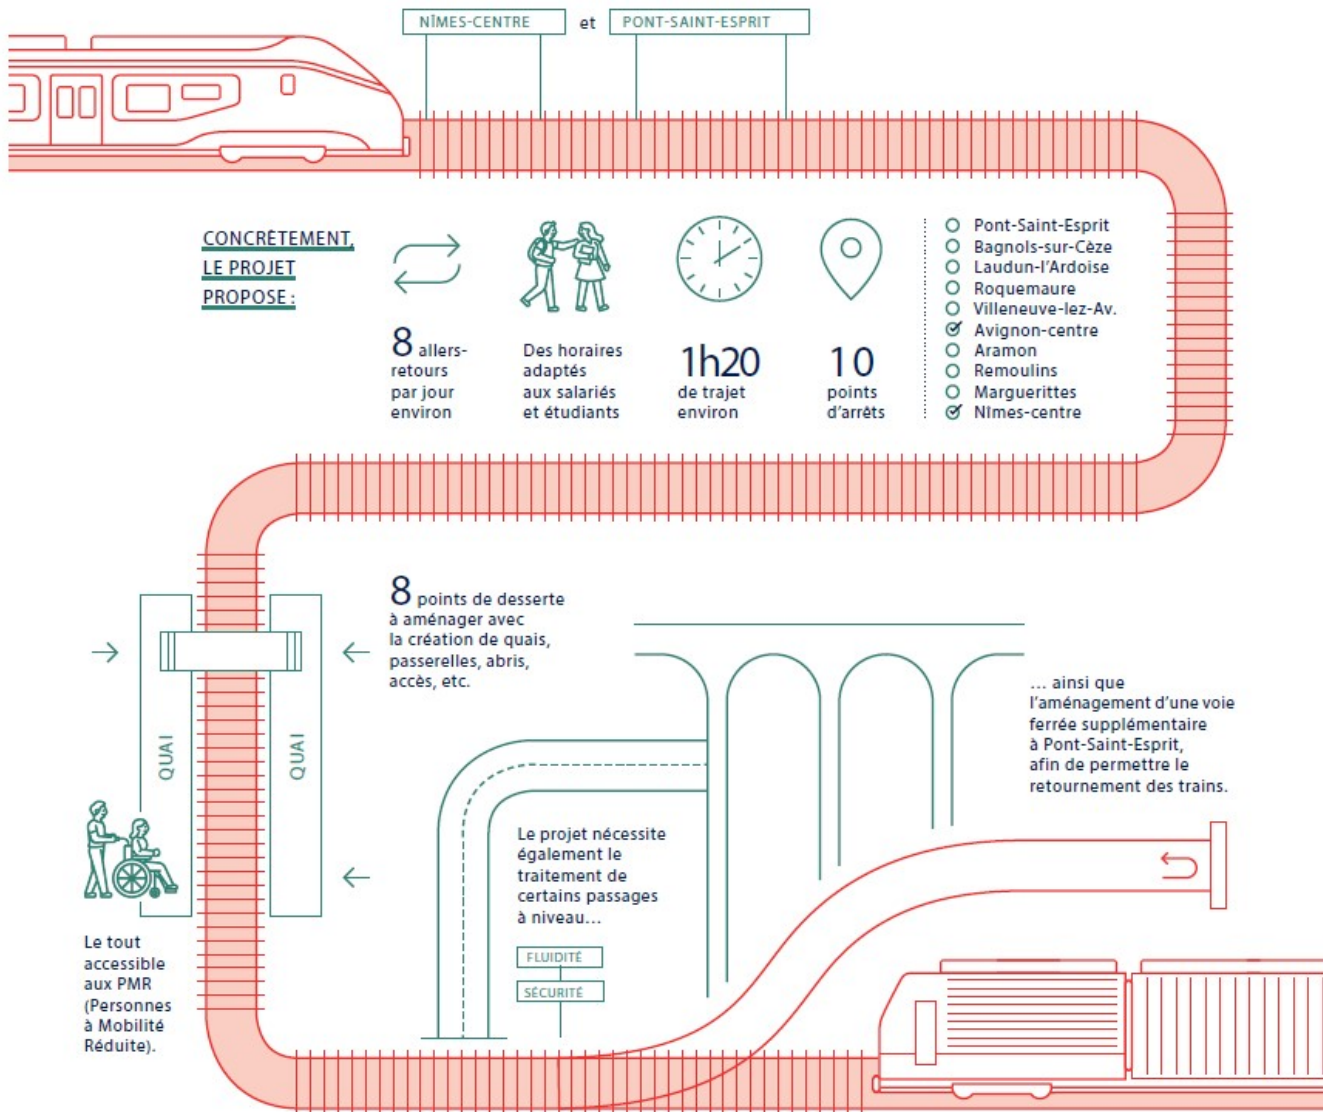 NÎMES-CENTRE et PONT-SAINT-ESPRIT
CONCRÈTEMENT,
LE PROJET
PROPOSE :
8 allers-
retours
par jour
environ
Des horaires
adaptés
aux salariés
et étudiants
1h20
de trajet
environ
10
points
d'arrêts
Pont-Saint-Esprit
Bagnols-sur-Cèze
Laudun-l'Ardoise
Roquemaure
Villeneuve-lez-Av.
Avignon-centre
Aramon
Remoulins
Marguerittes
Nîmes-centre
8 points de desserte
à aménager avec
la création de quais,
passerelles, abris,
accès, etc.
QUAI
QUAI
Le tout
accessible
aux PMR
(Personnes
à Mobilité
Réduite).
Le projet nécessite
également le
traitement de
certains passages
à niveau...
FLUIDITÉ
SÉCURITÉ
... ainsi que
l'aménagement d'une voie
ferrée supplémentaire
à Pont-Saint-Esprit,
afin de permettre le
retournement des trains.